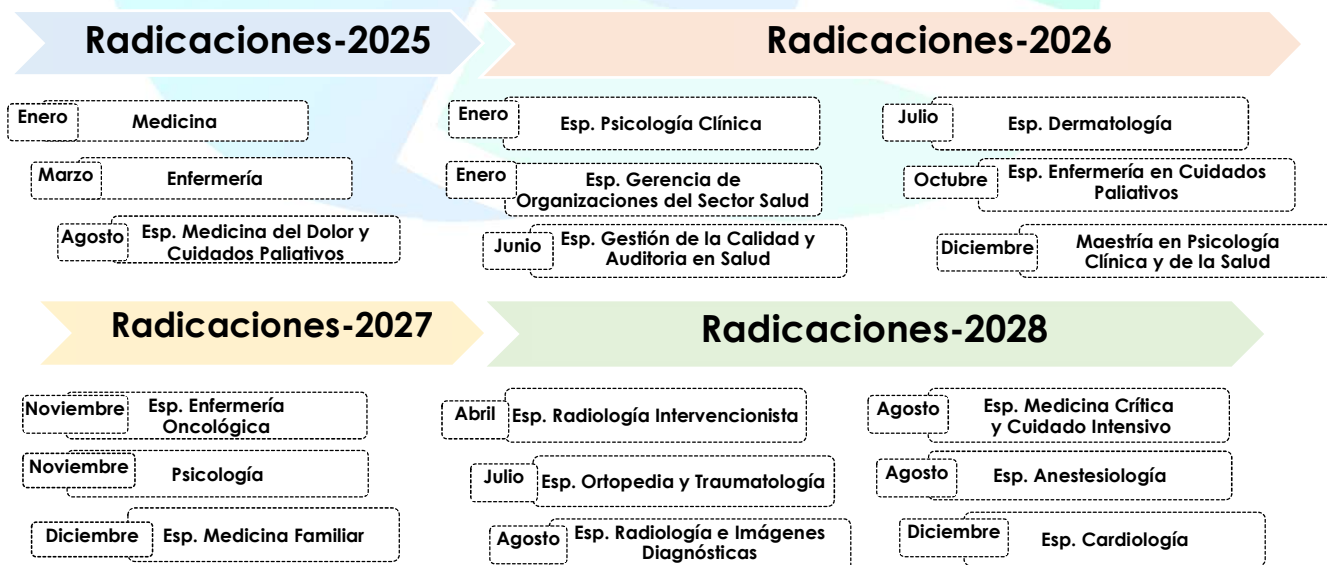 Radicaciones-2025
Enero
Medicina
Marzo
Enfermería
Agosto
Esp. Medicina del Dolor y
Cuidados Paliativos
Radicaciones-2026
Enero
Esp. Psicología Clínica
Enero
Esp. Gerencia de
Organizaciones del Sector Salud
Junio
Esp. Gestión de la Calidad y
Auditoria en Salud
Julio
Esp. Dermatología
Octubre
Esp. Enfermería en Cuidados
Paliativos
Diciembre
Maestría en Psicología
Clínica y de la Salud
Radicaciones-2027
Noviembre
Esp. Enfermería
Oncológica
Noviembre
Psicología
Diciembre
Esp. Medicina Familiar
Radicaciones-2028
Abril
Esp. Radiología Intervencionista
Julio
Esp. Ortopedia y Traumatología
Agosto
Esp. Radiología e Imágenes
Diagnósticas
Agosto
Esp. Medicina Crítica
y Cuidado Intensivo
Agosto
Esp. Anestesiología
Diciembre
Esp. Cardiología